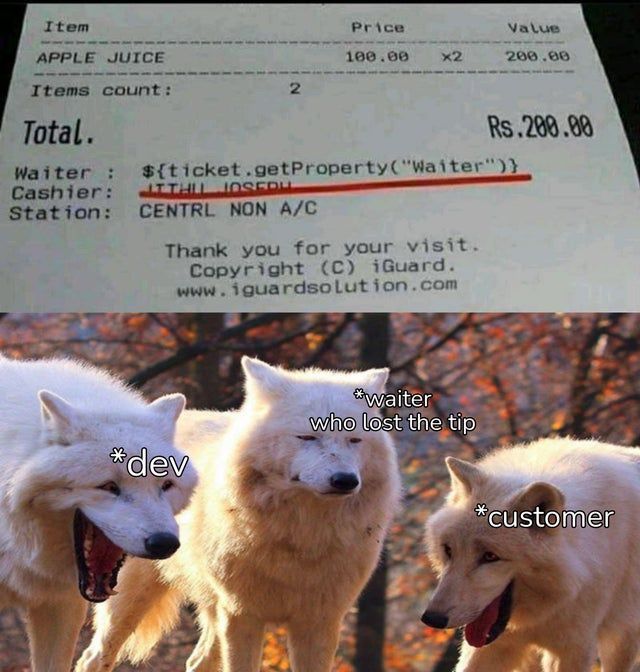 Item Price Value
APPLE JUICE 100.00 x2 200.00
Items count: 2
Total. Rs.200.00
Waiter : ${ticket.getProperty("Waiter")}
Cashier: JITHU JOSEPH
Station: CENTRL NON A/C
Thank you for your visit.
Copyright (C) iGuard.
www.iguardsolution.com
*waiter
who lost the tip
*dev
*customer